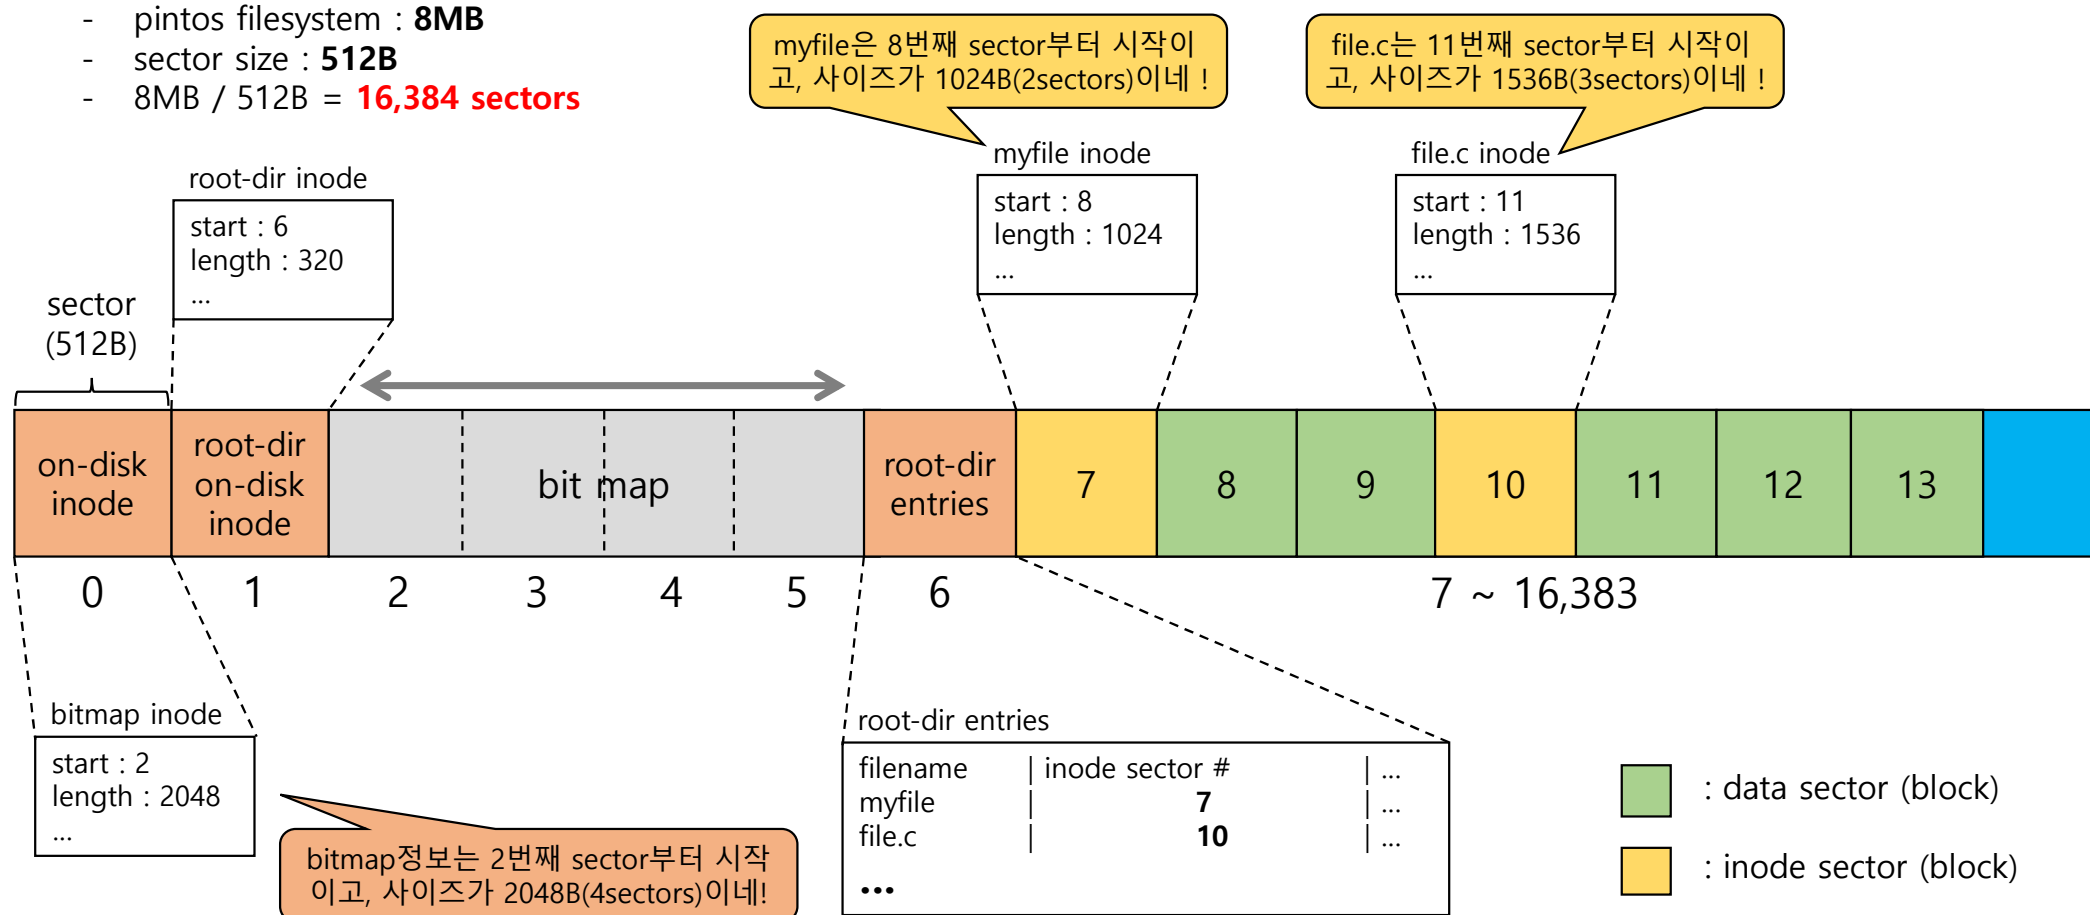 - pintos filesystem : 8MB
- sector size : 512B
- 8MB / 512B = 16,384 sectors
myfile은 8번째 sector부터 시작이
고, 사이즈가 1024B(2sectors)이네 !
file.c는 11번째 sector부터 시작이
고, 사이즈가 1536B(3sectors)이네 !
root-dir inode
start : 6
length : 320
...
myfile inode
start : 8
length : 1024
...
file.c inode
start : 11
length : 1536
...
sector
(512B)
on-disk
inode
root-dir
on-disk
inode
bit map
root-dir
entries
7
8
9
10
11
12
13
0
1
2
3
4
5
6
7 ~ 16,383
bitmap inode
start : 2
length : 2048
...
bitmap정보는 2번째 sector부터 시작
이고, 사이즈가 2048B(4sectors)이네!
root-dir entries
filename | inode sector # | ...
myfile | 7 | ...
file.c | 10 | ...
...
: data sector (block)
: inode sector (block)